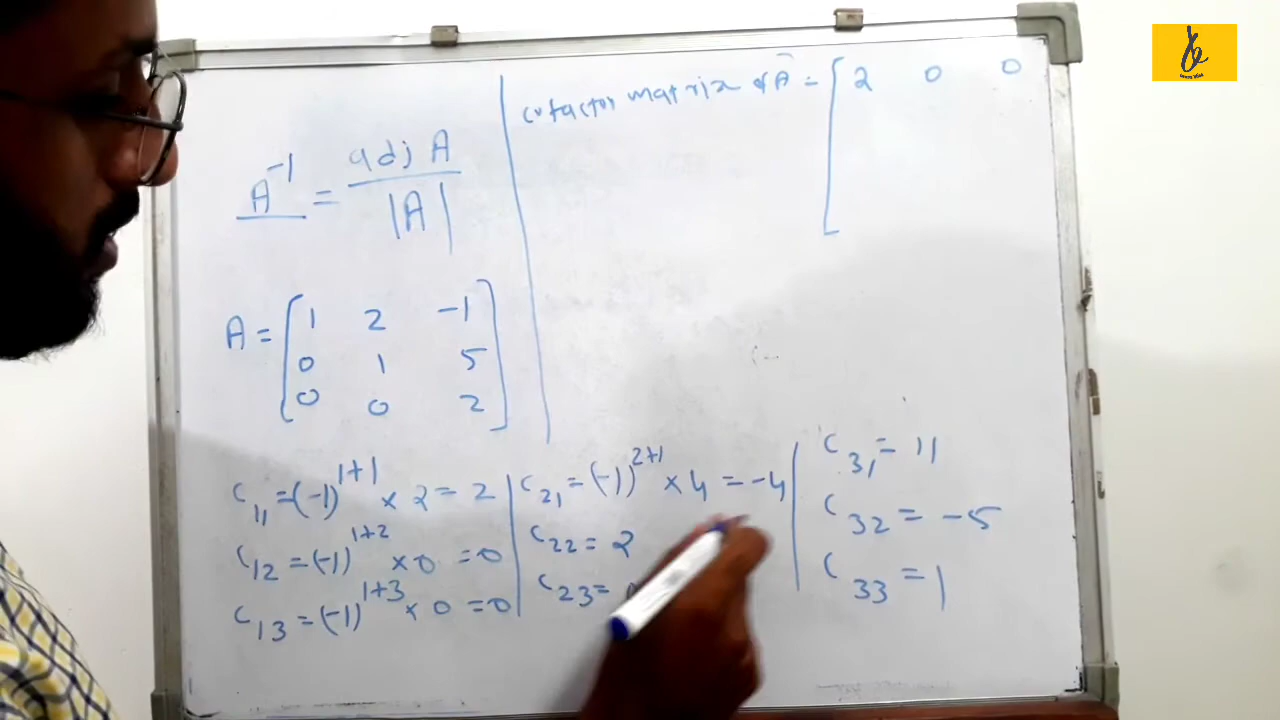 A⁻¹ = adj A / |A|
A = [ 1 2 -1
0 1 5
0 0 2 ]
C₁₁ = (-1)¹⁺¹ × 2 = 2
C₁₂ = (-1)¹⁺² × 0 = 0
C₁₃ = (-1)¹⁺³ × 0 = 0
cofactor matrix of A = [ 2 0 0
C₂₁ = (-1)²⁺¹ × 4 = -4
C₂₂ = 2
C₂₃ =
C₃₁ = 11
C₃₂ = -5
C₃₃ = 1